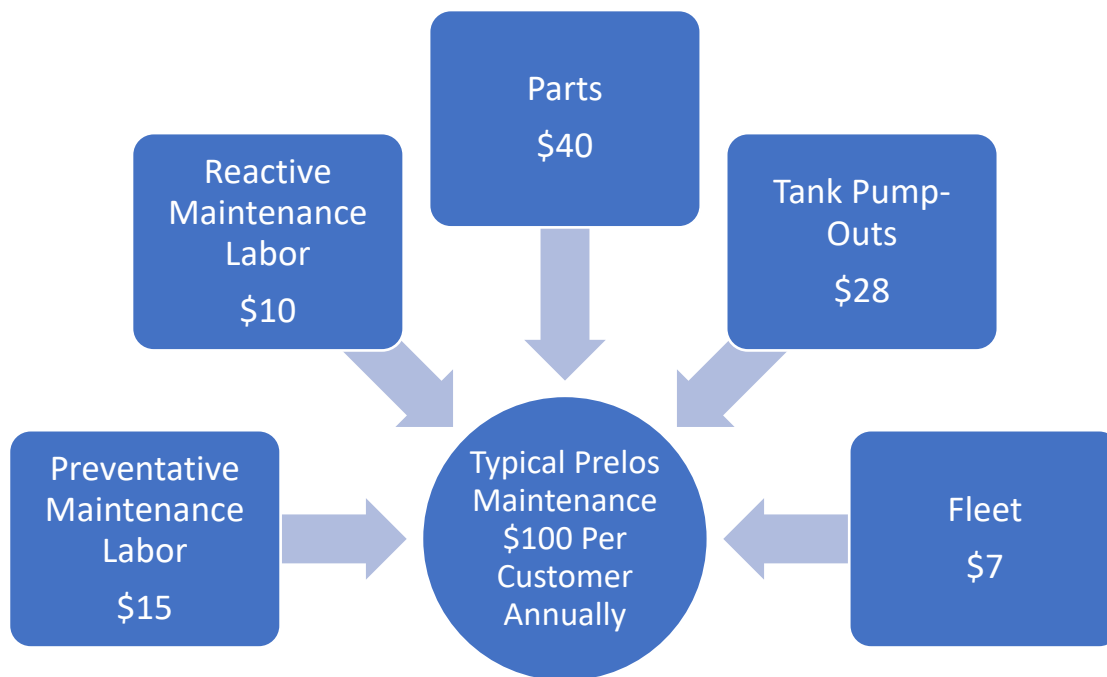 Parts
$40
Reactive
Maintenance
Labor
$10
Tank Pump-
Outs
$28
Preventative
Maintenance
Labor
$15
Typical Prelos
Maintenance
$100 Per
Customer
Annually
Fleet
$7